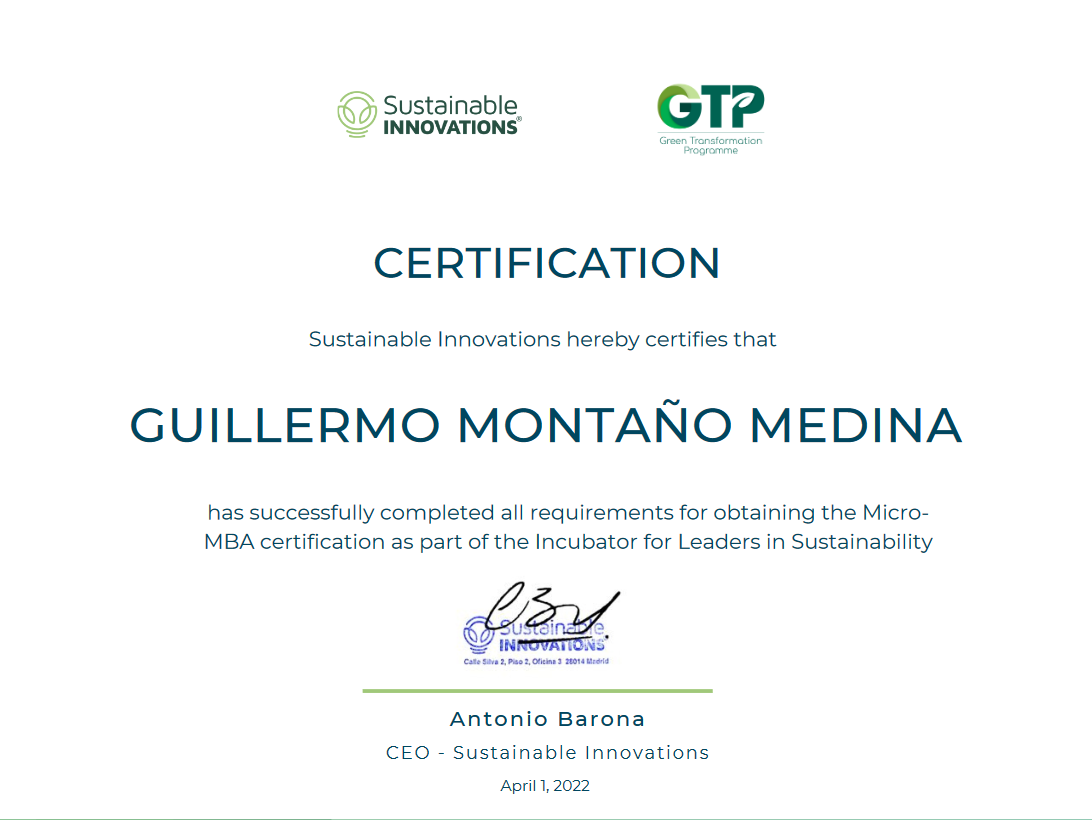 Sustainable
INNOVATIONS®
GTP
Green Transformation
Programme
CERTIFICATION
Sustainable Innovations hereby certifies that
GUILLERMO MONTAÑO MEDINA
has successfully completed all requirements for obtaining the Micro-
MBA certification as part of the Incubator for Leaders in Sustainability
Sustainable
INNOVATIONS
Calle Silva 2, Piso 2, Oficina 3 28014 Madrid
Antonio Barona
CEO - Sustainable Innovations
April 1, 2022